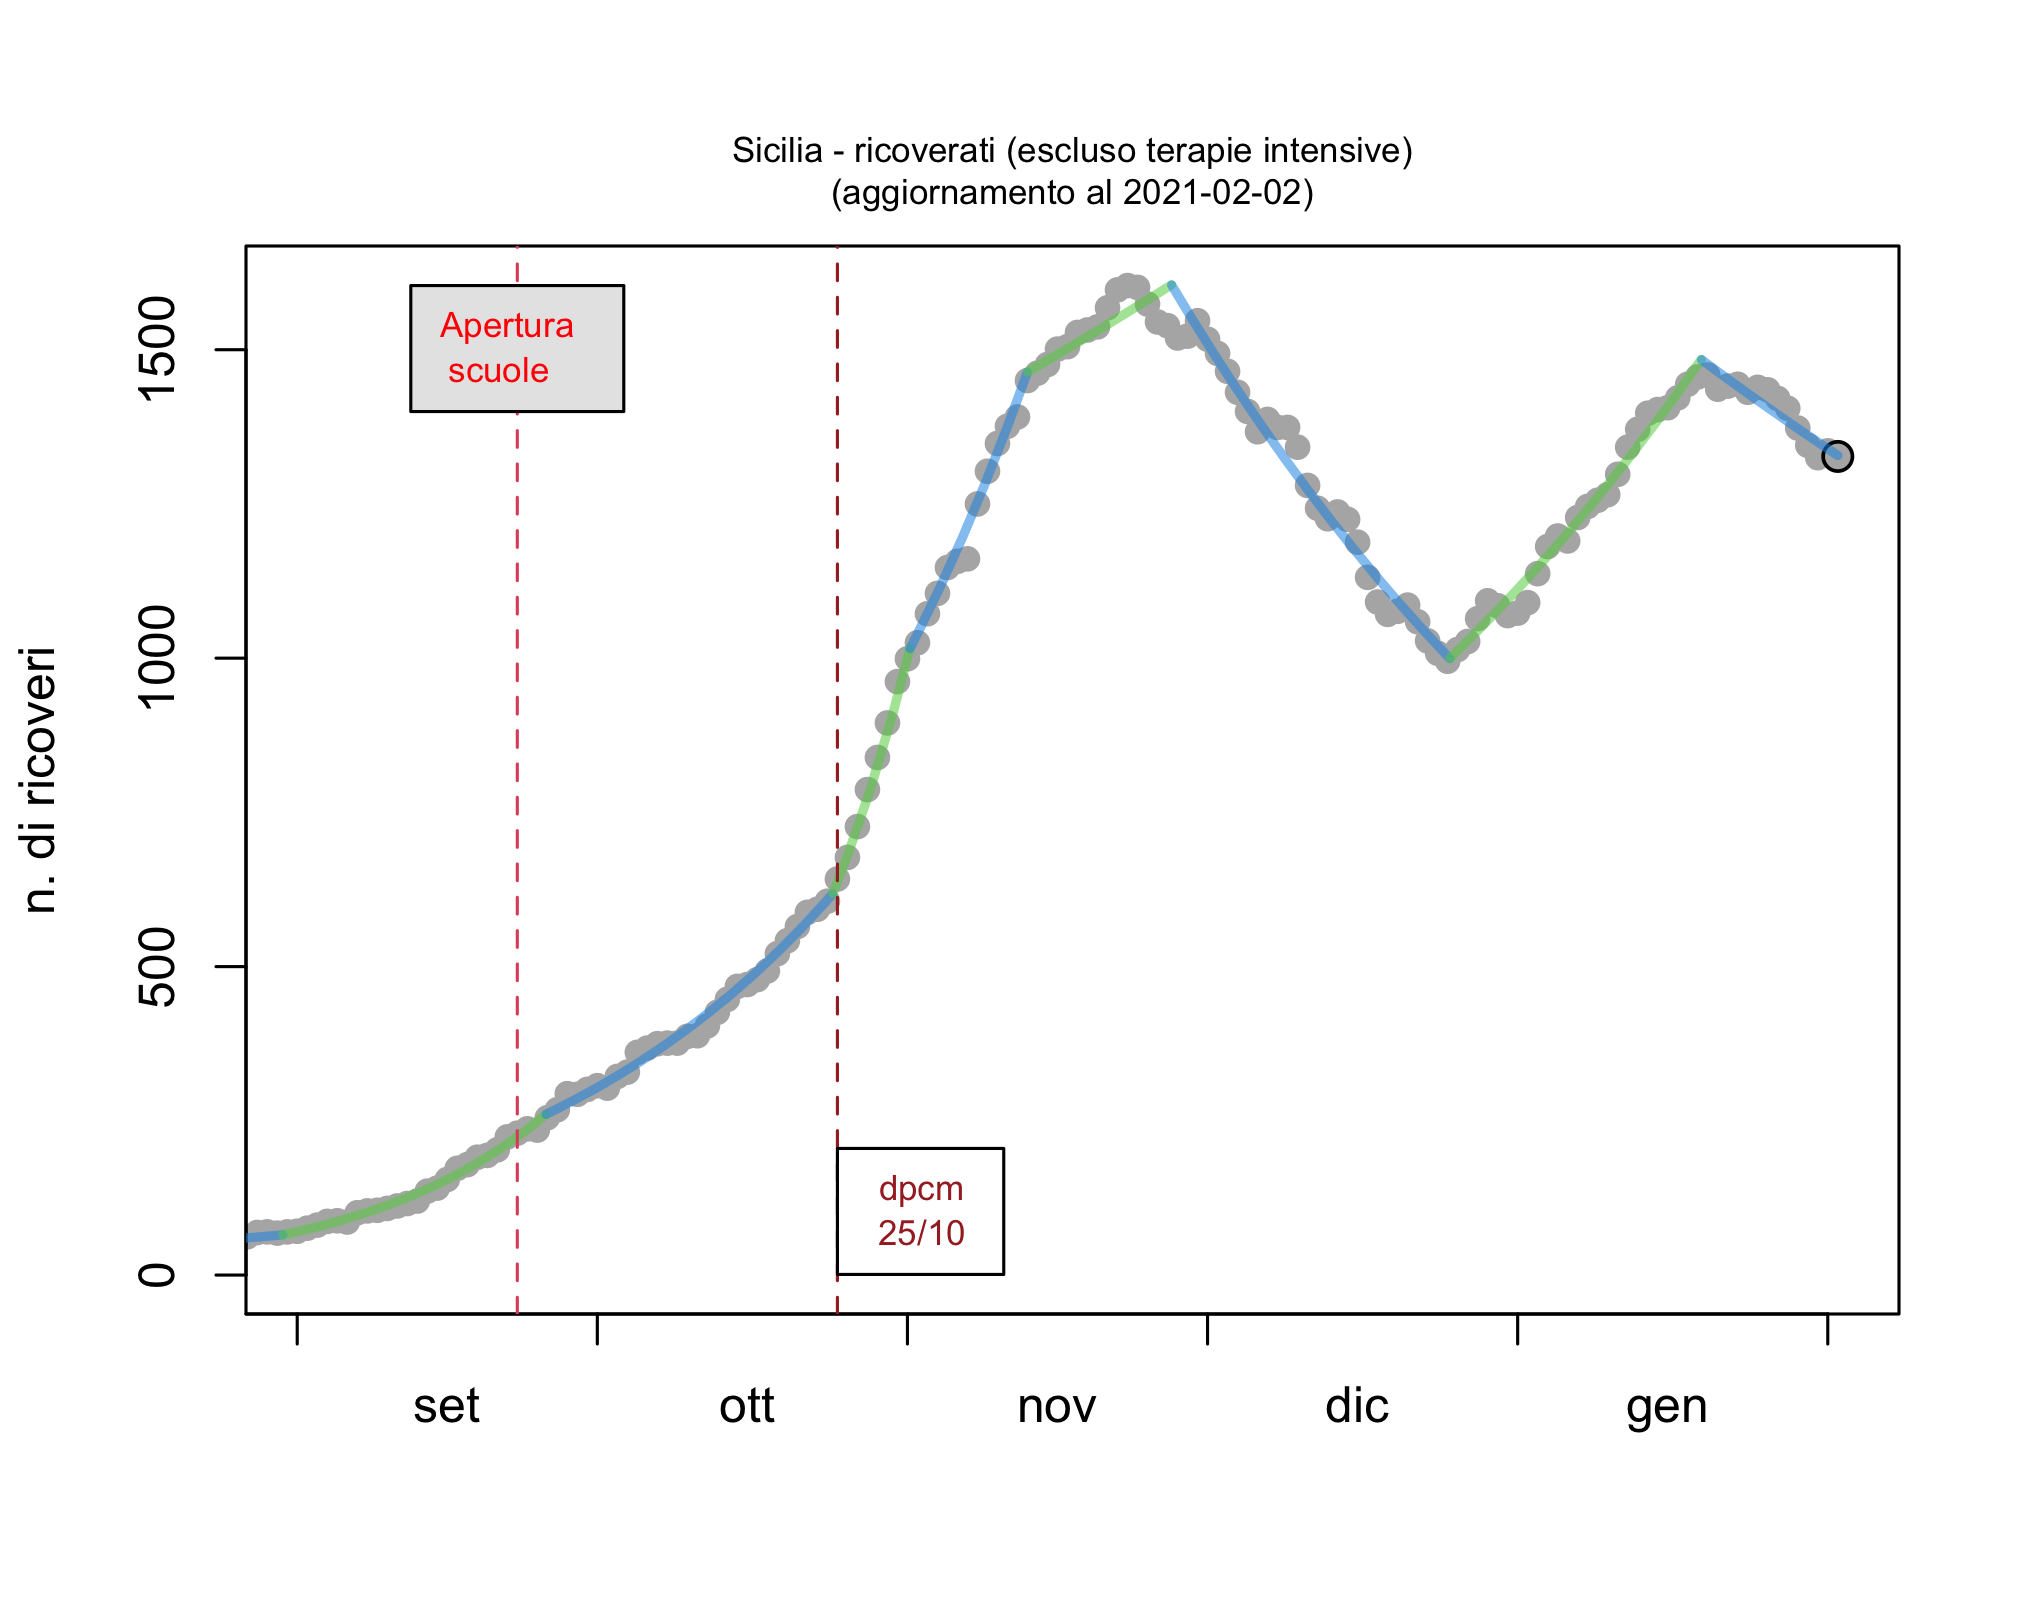 Sicilia - ricoverati (escluso terapie intensive)
(aggiornamento al 2021-02-02)
n. di ricoveri
1500
1000
500
0
Apertura
scuole
dpcm
25/10
set ott nov dic gen